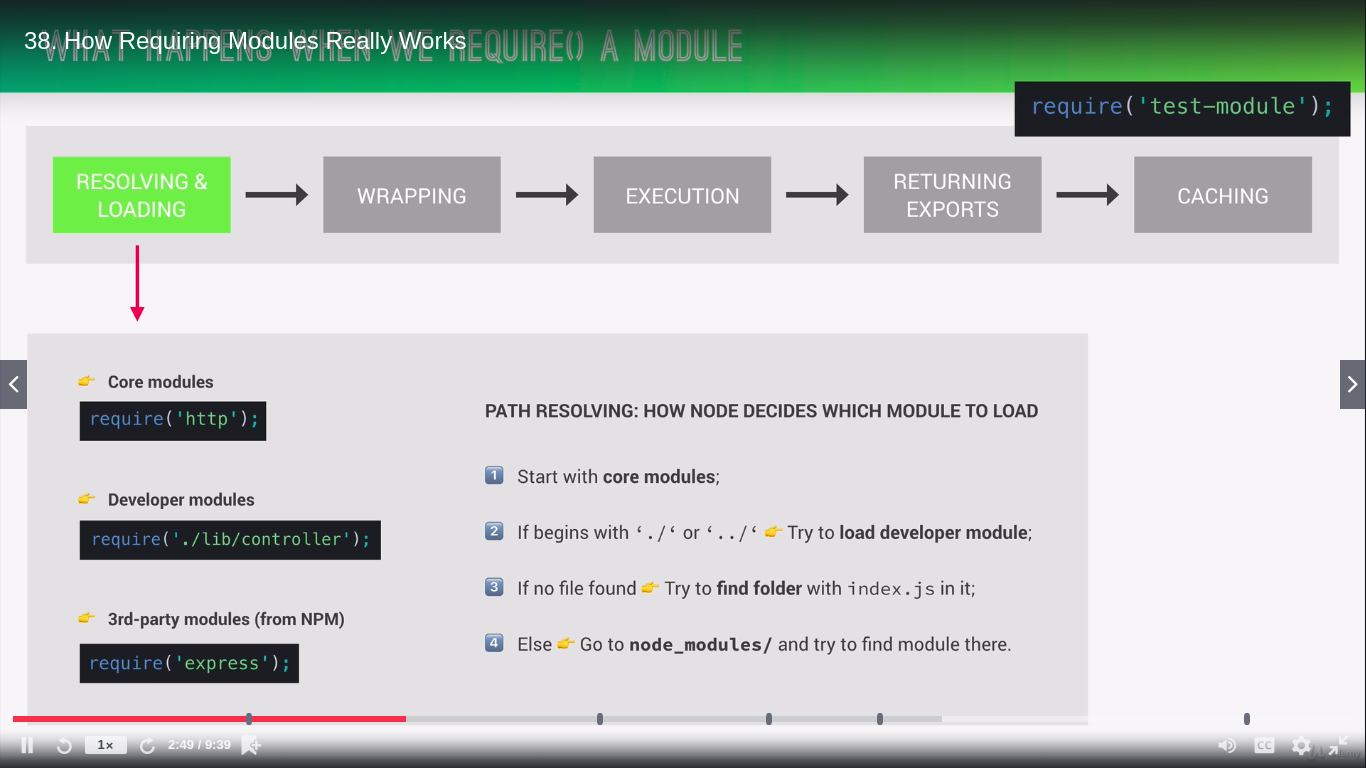 38. How Requiring Modules Really Works
WHAT HAPPENS WHEN WE REQUIRE() A MODULE
require('test-module');
RESOLVING &
LOADING
WRAPPING
EXECUTION
RETURNING
EXPORTS
CACHING
Core modules
require('http');
Developer modules
require('./lib/controller');
3rd-party modules (from NPM)
require('express');
PATH RESOLVING: HOW NODE DECIDES WHICH MODULE TO LOAD
1 Start with core modules;
2 If begins with ‘./‘ or ‘../‘ 👉 Try to load developer module;
3 If no file found 👉 Try to find folder with index.js in it;
4 Else 👉 Go to node_modules/ and try to find module there.
1x
2:49 / 9:39
CC